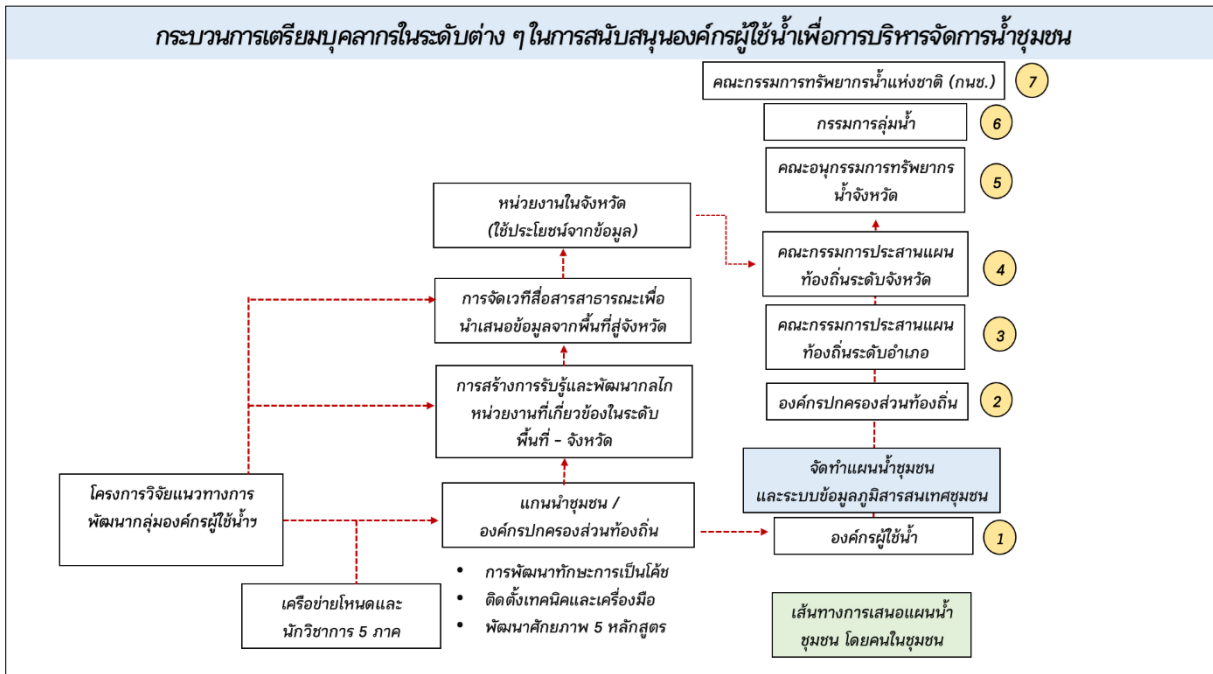 กระบวนการเตรียมบุคลากรในระดับต่าง ๆ ในการสนับสนุนองค์กรผู้ใช้น้ำเพื่อการบริหารจัดการน้ำชุมชน
คณะกรรมการทรัพยากรน้ำแห่งชาติ (กนช.)
7
กรรมการลุ่มน้ำ
6
คณะอนุกรรมการทรัพยากร
น้ำจังหวัด
5
หน่วยงานในจังหวัด
(ใช้ประโยชน์จากข้อมูล)
คณะกรรมการประสานแผน
ท้องถิ่นระดับจังหวัด
4
การจัดเวทีสื่อสารสาธารณะเพื่อ
นำเสนอข้อมูลจากพื้นที่สู่จังหวัด
คณะกรรมการประสานแผน
ท้องถิ่นระดับอำเภอ
3
การสร้างการรับรู้และพัฒนากลไก
หน่วยงานที่เกี่ยวข้องในระดับ
พื้นที่ – จังหวัด
องค์กรปกครองส่วนท้องถิ่น
2
จัดทำแผนน้ำชุมชน
และระบบข้อมูลภูมิสารสนเทศชุมชน
โครงการวิจัยแนวทางการ
พัฒนากลุ่มองค์กรผู้ใช้น้ำฯ
แกนนำชุมชน /
องค์กรปกครองส่วนท้องถิ่น
องค์กรผู้ใช้น้ำ
1
• การพัฒนาทักษะการเป็นโค้ช
• ติดตั้งเทคนิคและเครื่องมือ
• พัฒนาศักยภาพ 5 หลักสูตร
เครือข่ายโหนดและ
นักวิชาการ 5 ภาค
เส้นทางการเสนอแผนน้ำ
ชุมชน โดยคนในชุมชน